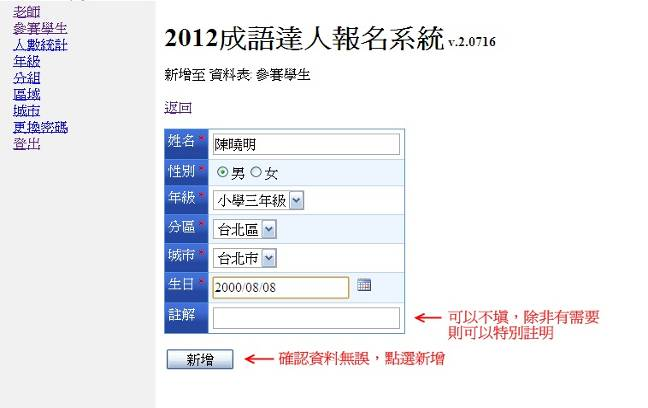 老師
參賽學生
人數統計
年級
分組
區域
城市
更換密碼
登出
2012成語達人報名系統 v.2.0716
新增至 資料表: 參賽學生
返回
姓名 * 陳曉明
性別 * 男 女
年級 * 小學三年級
分區 * 台北區
城市 * 台北市
生日 * 2000/08/08
註解
可以不填，除非有需要
則可以特別註明
新增
確認資料無誤，點選新增